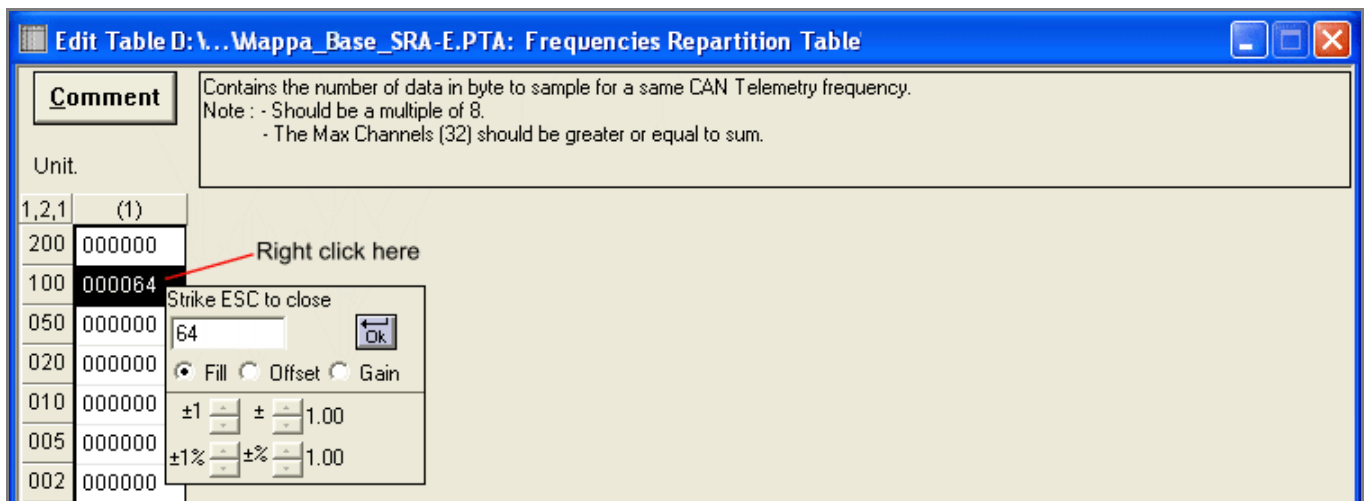 Edit Table D:\...\Mappa_Base_SRA-E.PTA: Frequencies Repartition Table
Comment
Contains the number of data in byte to sample for a same CAN Telemetry frequency.
Note : - Should be a multiple of 8.
- The Max Channels (32) should be greater or equal to sum.
Unit.
1,2,1 (1)
200 000000
Right click here
100 000064
Strike ESC to close
050 000000
64 Ok
020 000000
Fill Offset Gain
010 000000
±1 ± 1.00
005 000000
±1% ±% 1.00
002 000000